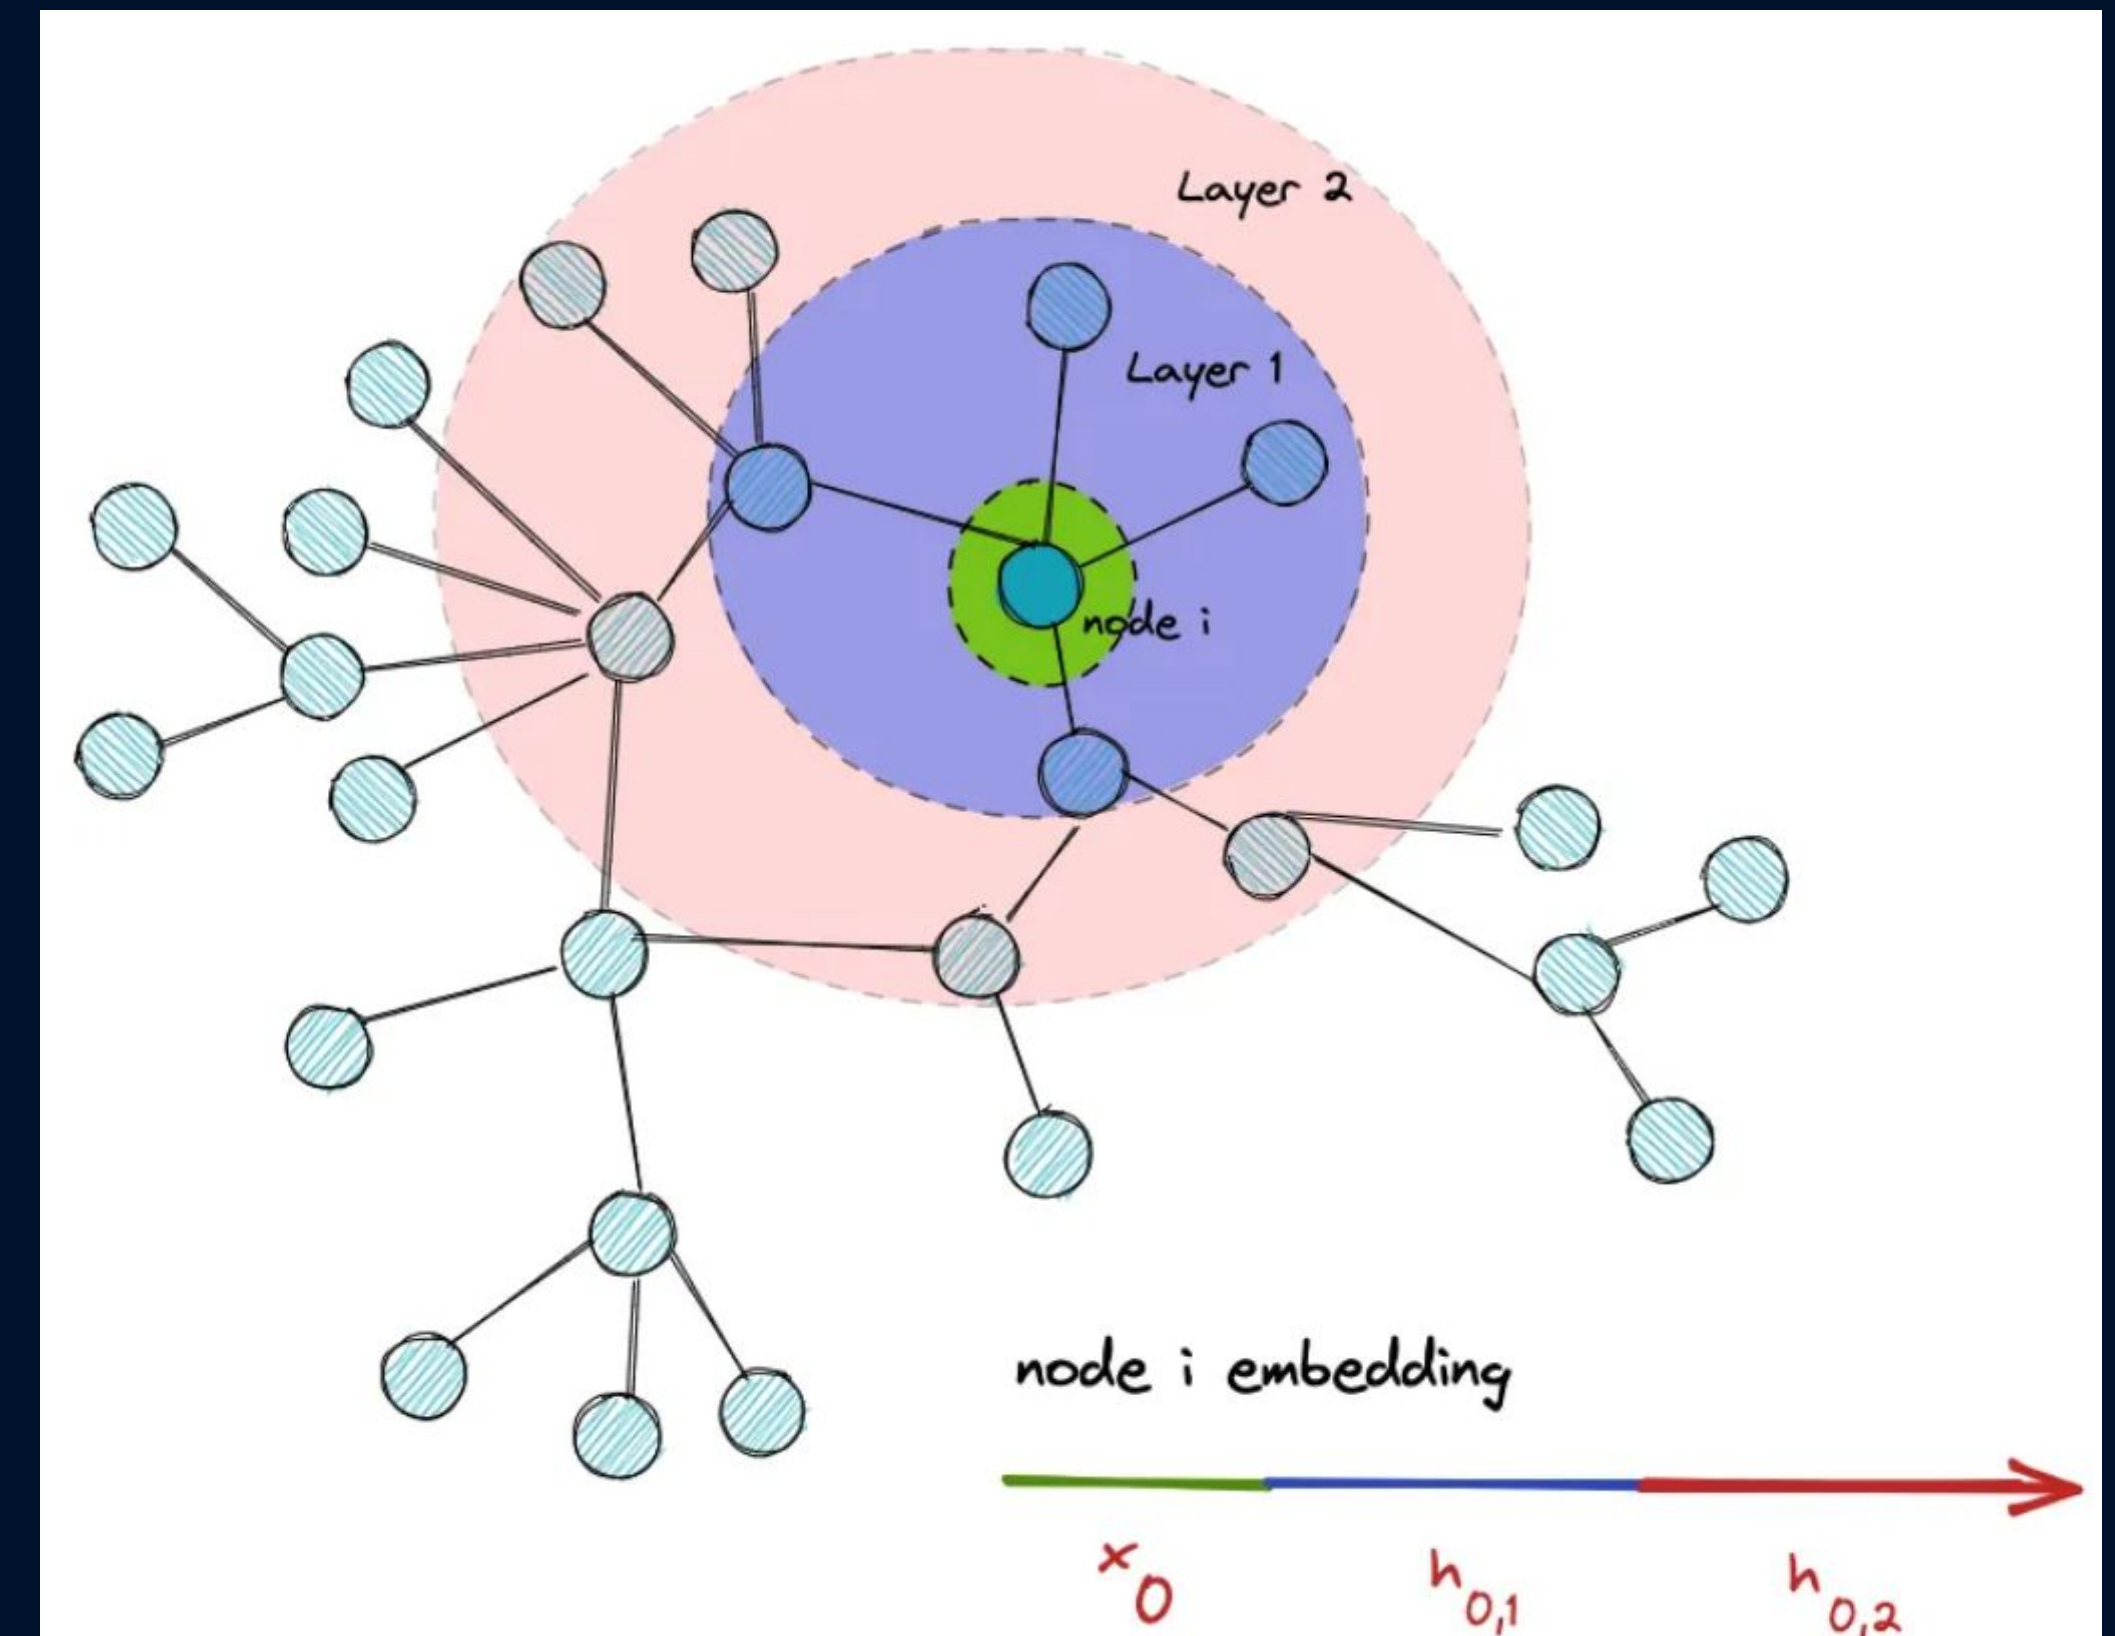 Layer 2
Layer 1
node i
node i embedding
x0 h0,1 h0,2